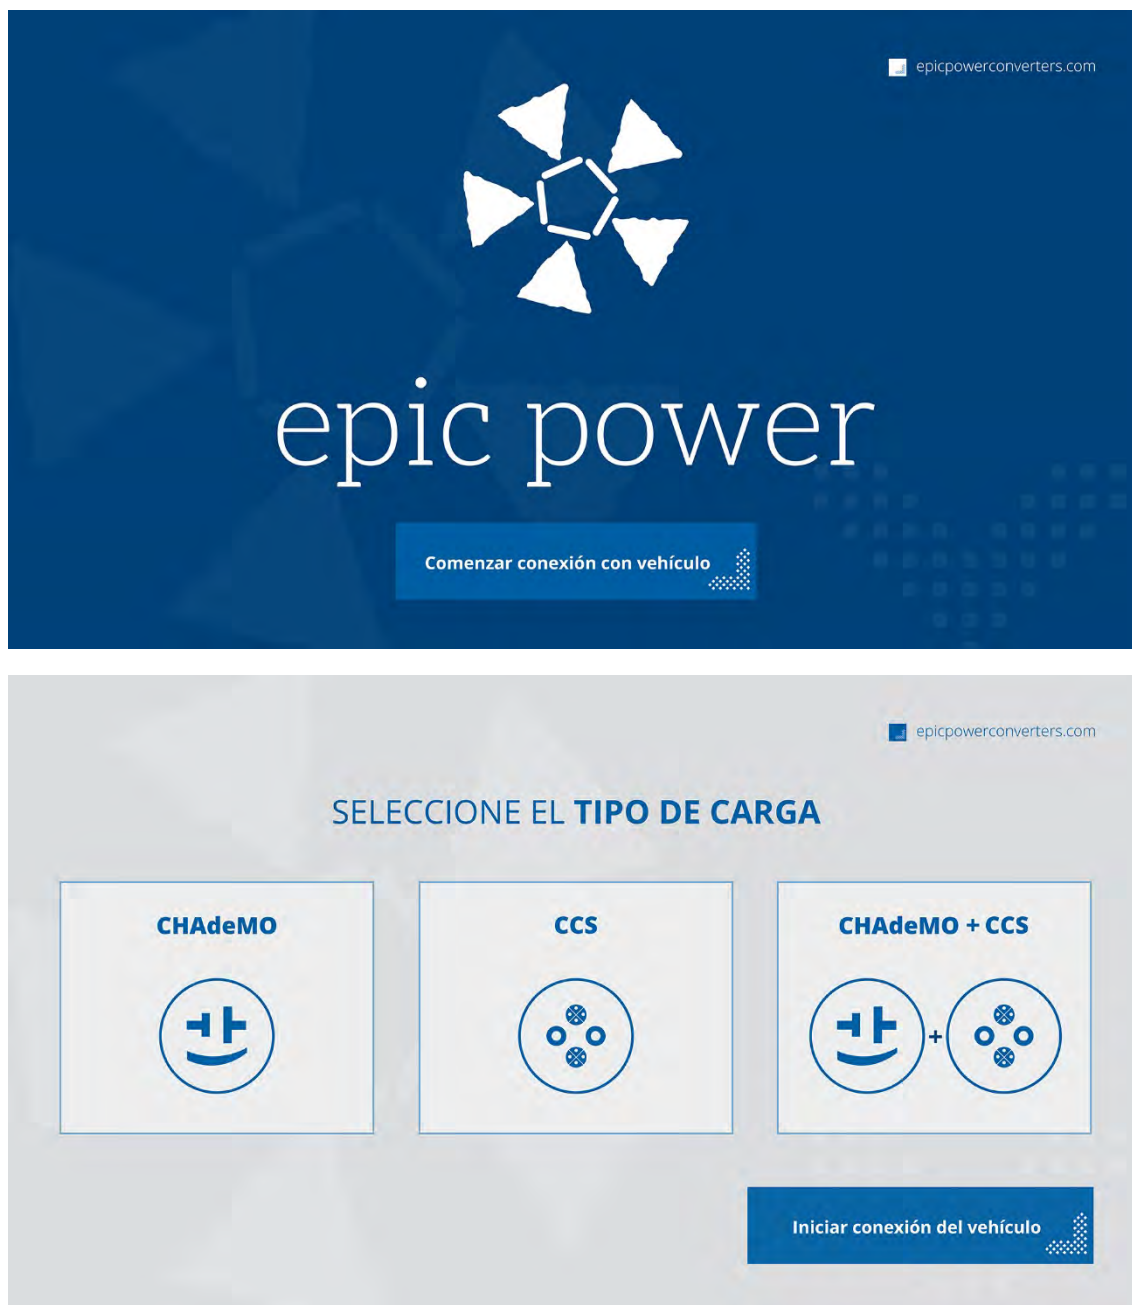 epicpowerconverters.com
epic power
Comenzar conexión con vehículo
epicpowerconverters.com
SELECCIONE EL TIPO DE CARGA
CHAdeMO
CCS
CHAdeMO + CCS
+
Iniciar conexión del vehículo